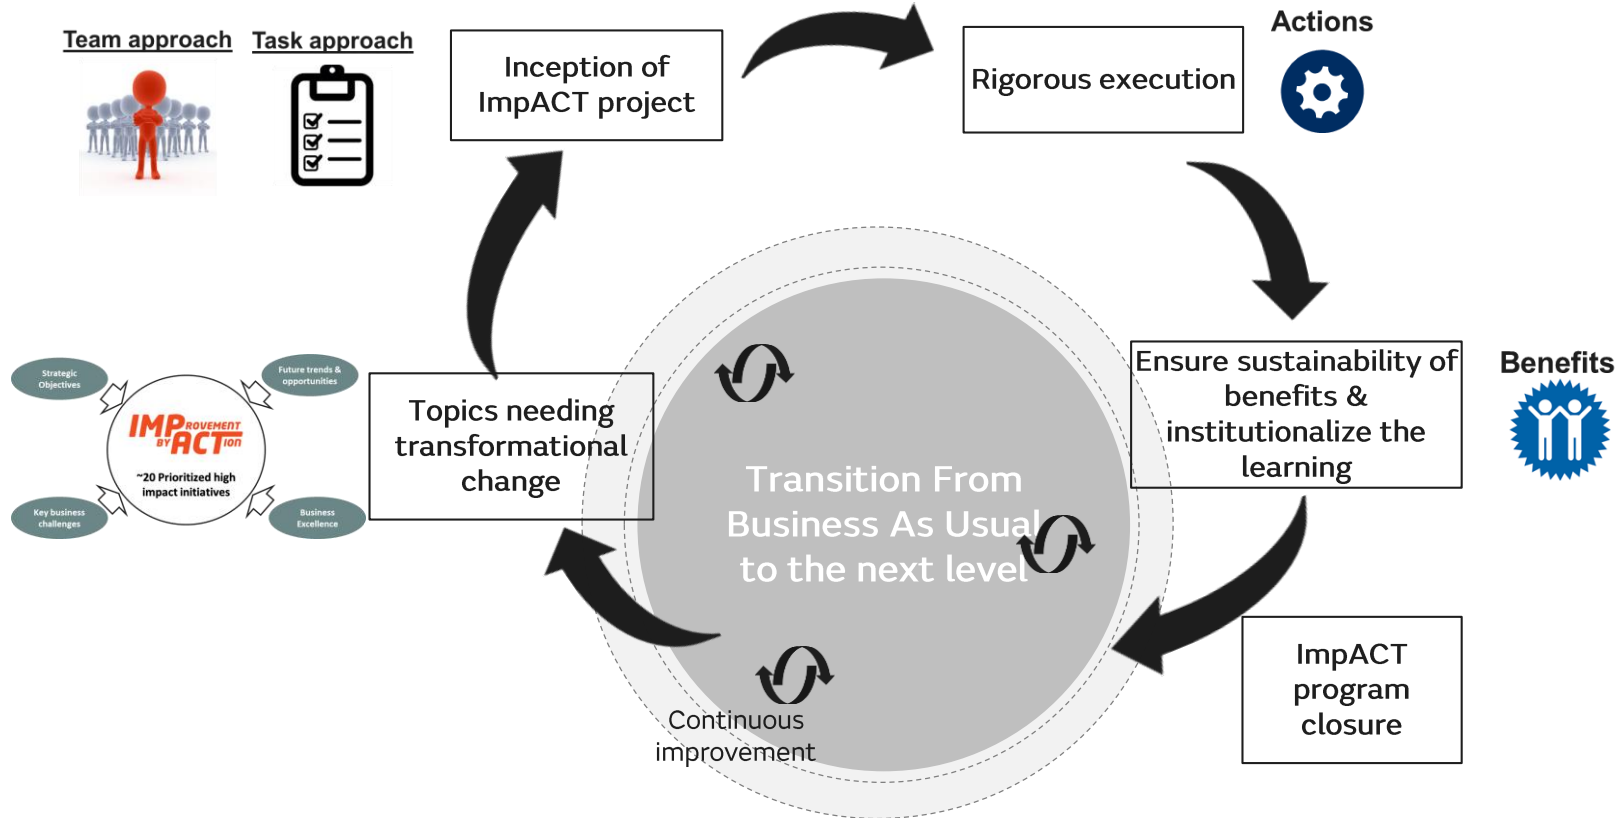 Team approach
Task approach
Inception of
ImpACT project
Rigorous execution
Actions
Strategic
Objectives
Future trends &
opportunities
IMPROVEMENT
BY ACTION
~20 Prioritized high
impact initiatives
Key business
challenges
Business
Excellence
Topics needing
transformational
change
Ensure sustainability of
benefits &
institutionalize the
learning
Benefits
Transition From
Business As Usual
to the next level
Continuous
improvement
ImpACT
program
closure